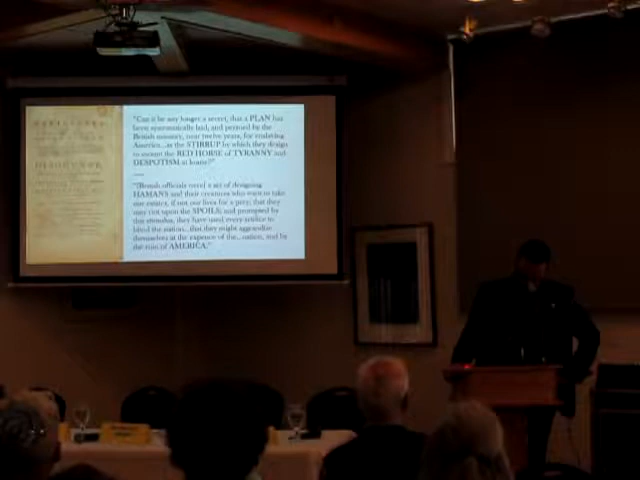 DISCOURSE
"Can it be any longer a secret, that a PLAN has
been systematically laid, and pursued by the
British ministry, near twelve years, for enslaving
America...as the STIRRUP by which they design
to mount the RED HORSE of TYRANNY and
DESPOTISM at home?"
"[British officials were] a set of designing
HAMANS and their creatures who want to take
our estates, if not our lives for a prey; that they
may riot upon the SPOILS; and prompted by
this stimulus, they have used every artifice to
blind the nation...that they might aggrandize
themselves at the expence of the...nation, and by
the ruin of AMERICA."